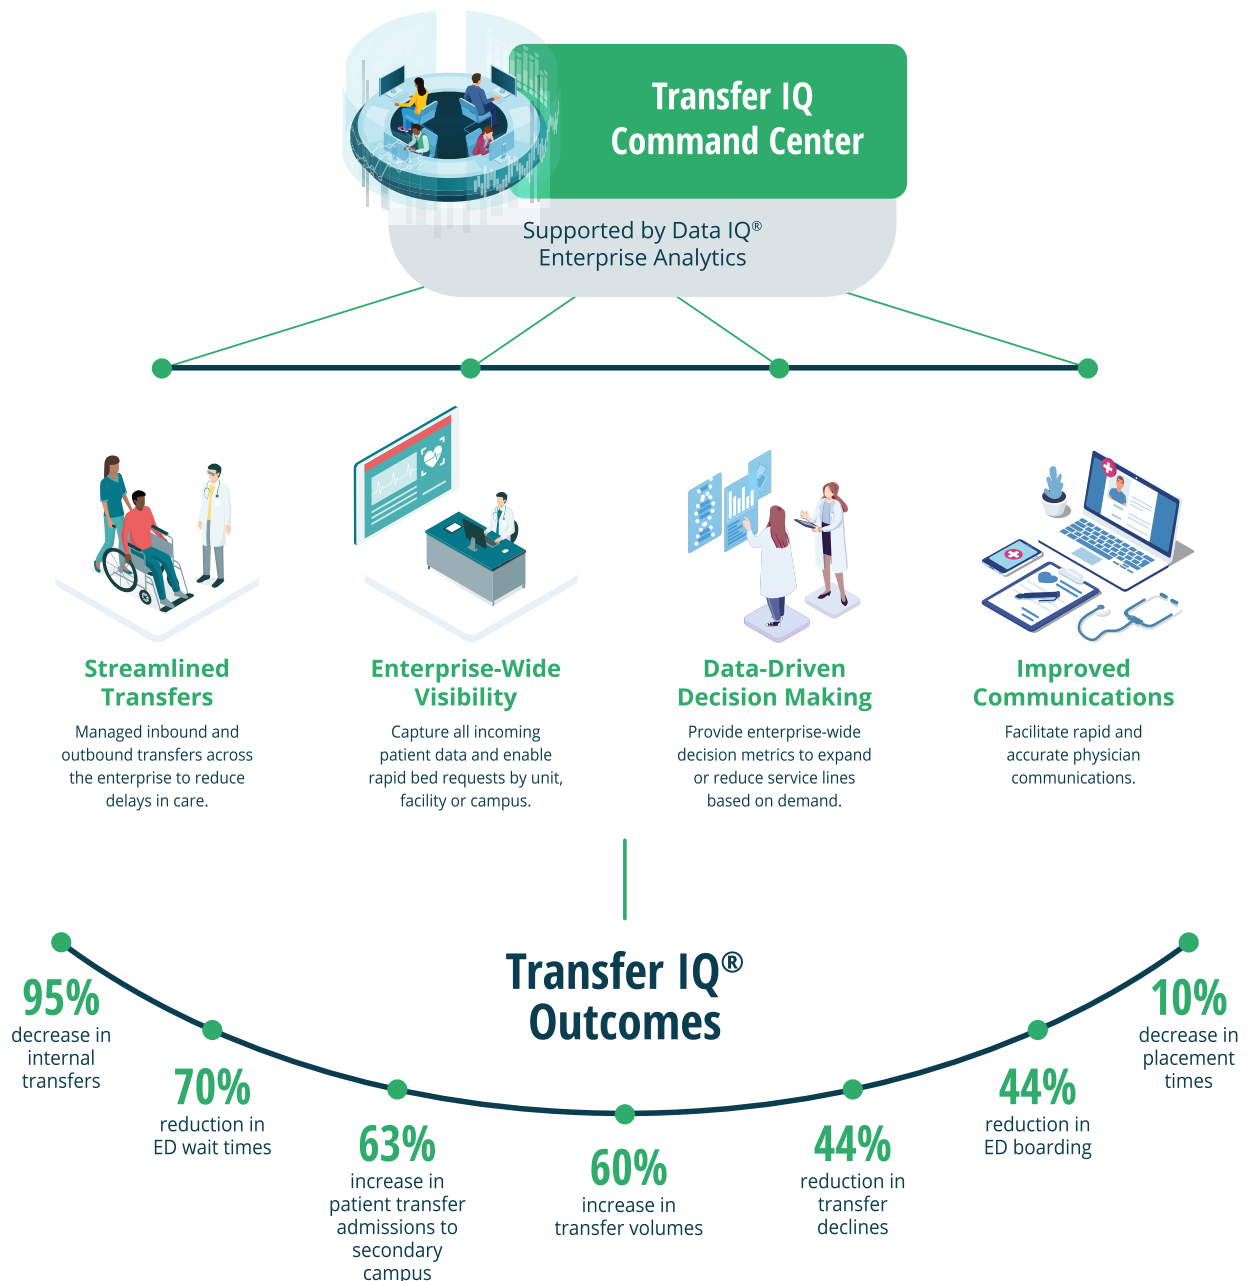 Transfer IQ
Command Center
Supported by Data IQ®
Enterprise Analytics
Streamlined
Transfers
Managed inbound and
outbound transfers across
the enterprise to reduce
delays in care.
Enterprise-Wide
Visibility
Capture all incoming
patient data and enable
rapid bed requests by unit,
facility or campus.
Data-Driven
Decision Making
Provide enterprise-wide
decision metrics to expand
or reduce service lines
based on demand.
Improved
Communications
Facilitate rapid and
accurate physician
communications.
Transfer IQ®
Outcomes
95%
decrease in
internal
transfers
70%
reduction in
ED wait times
63%
increase in
patient transfer
admissions to
secondary
campus
60%
increase in
transfer volumes
44%
reduction in
transfer
declines
44%
reduction in
ED boarding
10%
decrease in
placement
times